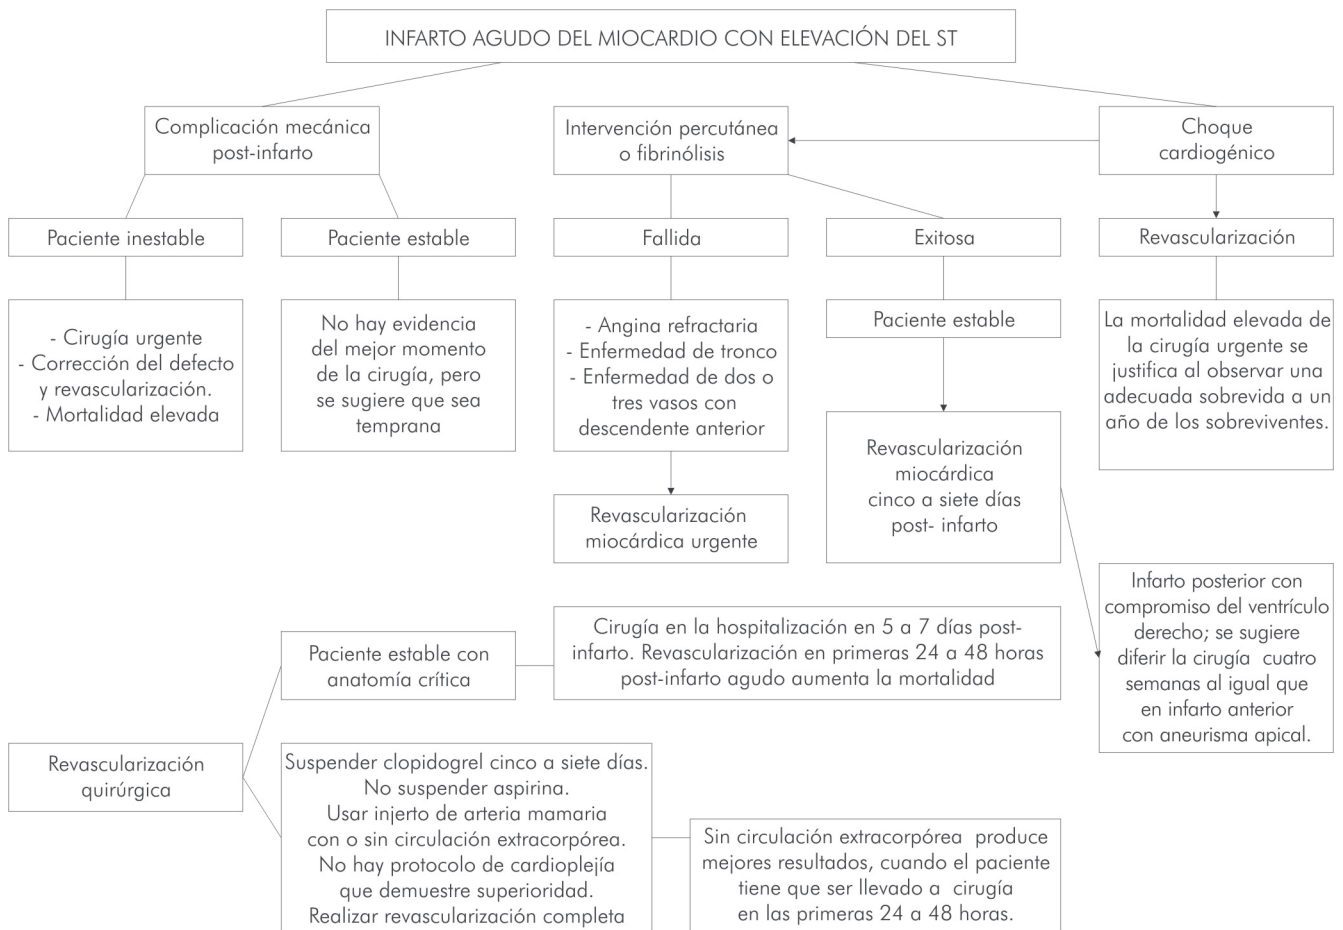 INFARTO AGUDO DEL MIOCARDIO CON ELEVACIÓN DEL ST
Complicación mecánica
post-infarto
Intervención percutánea
o fibrinólisis
Choque
cardiogénico
Paciente inestable
Paciente estable
Fallida
Exitosa
Revascularización
- Cirugía urgente
- Corrección del defecto
y revascularización.
- Mortalidad elevada
No hay evidencia
del mejor momento
de la cirugía, pero
se sugiere que sea
temprana
- Angina refractaria
- Enfermedad de tronco
- Enfermedad de dos o
tres vasos con
descendente anterior
Paciente estable
La mortalidad elevada de
la cirugía urgente se
justifica al observar una
adecuada sobrevida a un
año de los sobrevivientes.
Revascularización
miocárdica
cinco a siete días
post- infarto
Revascularización
miocárdica urgente
Infarto posterior con
compromiso del ventrículo
derecho; se sugiere
diferir la cirugía cuatro
semanas al igual que
en infarto anterior
con aneurisma apical.
Revascularización
quirúrgica
Paciente estable con
anatomía crítica
Cirugía en la hospitalización en 5 a 7 días post-
infarto. Revascularización en primeras 24 a 48 horas
post-infarto agudo aumenta la mortalidad
Suspender clopidogrel cinco a siete días.
No suspender aspirina.
Usar injerto de arteria mamaria
con o sin circulación extracorpórea.
No hay protocolo de cardioplejía
que demuestre superioridad.
Realizar revascularización completa
Sin circulación extracorpórea produce
mejores resultados, cuando el paciente
tiene que ser llevado a cirugía
en las primeras 24 a 48 horas.